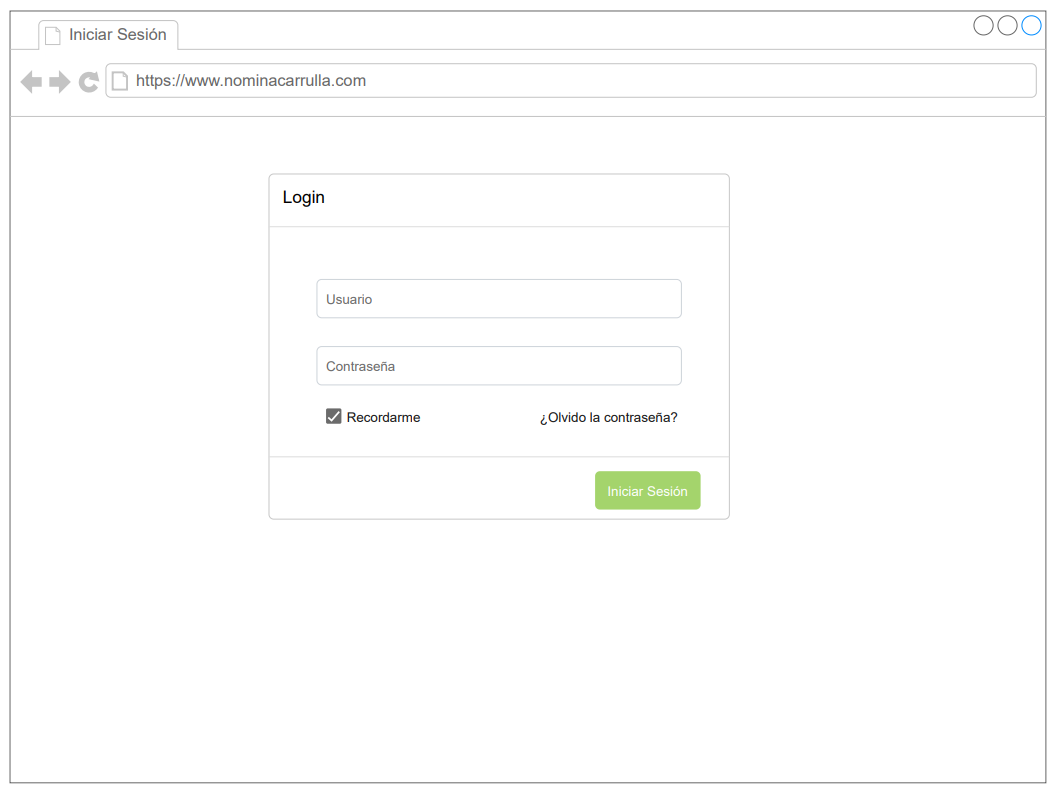 Iniciar Sesión
https://www.nominacarrulla.com
Login
Usuario
Contraseña
Recordarme
¿Olvido la contraseña?
Iniciar Sesión